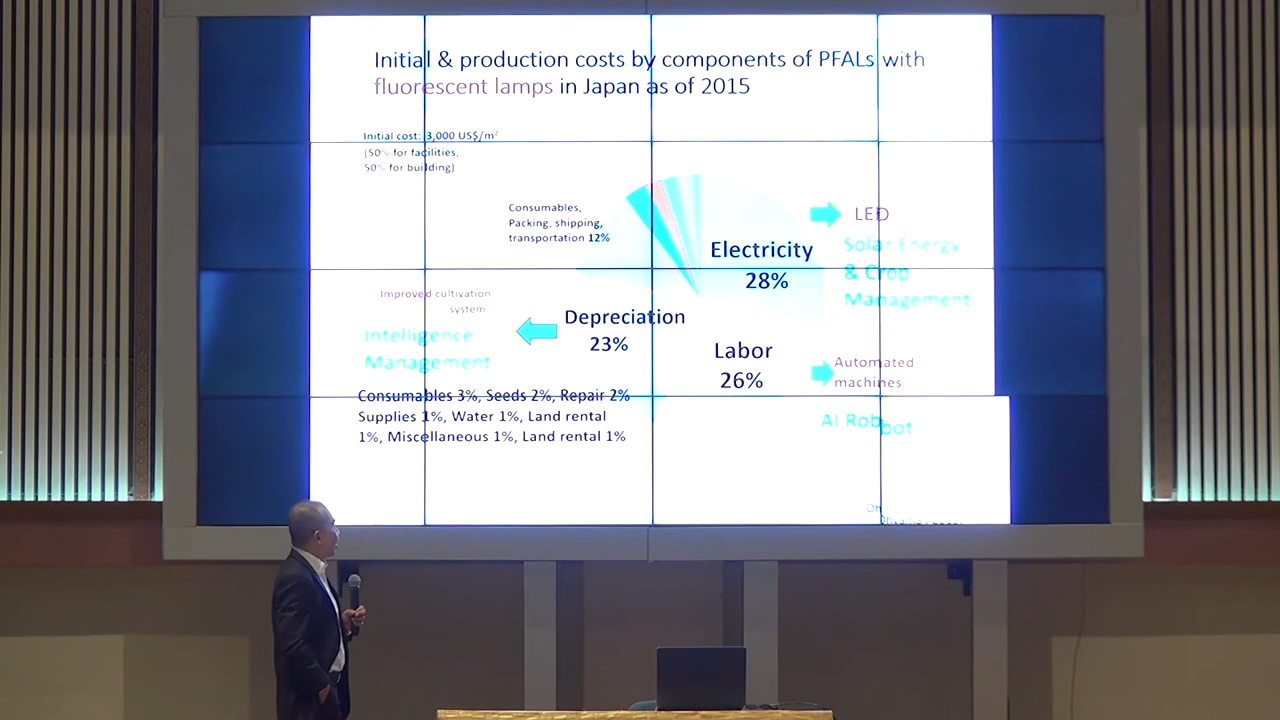 Initial & production costs by components of PFALs with
fluorescent lamps in Japan as of 2015
Initial cost: 3,000 US$/m²
(50% for facilities,
50% for building)
Consumables,
Packing, shipping,
transportation 12%
Electricity
28%
LED
Solar Energy
& Crop
Management
Improved cultivation
system
Intelligence
Management
Depreciation
23%
Labor
26%
Automated
machines
AI Robbot
Consumables 3%, Seeds 2%, Repair 2%
Supplies 1%, Water 1%, Land rental
1%, Miscellaneous 1%, Land rental 1%